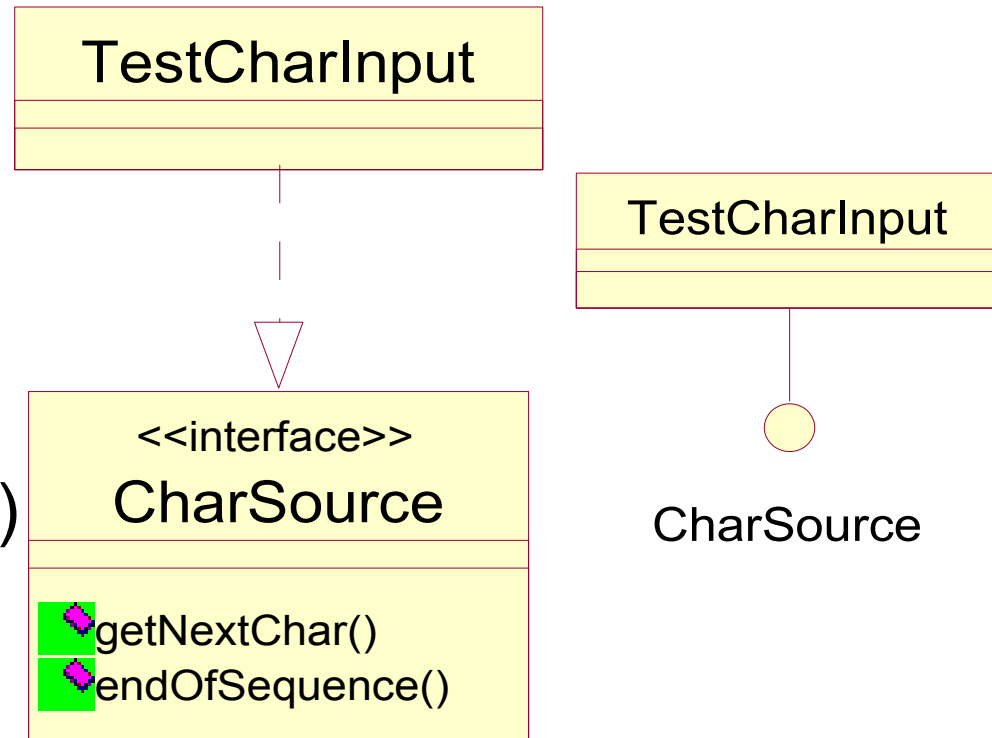 TestCharInput
<<interface>>
)
CharSource
getNextChar()
endOfSequence()
TestCharInput
CharSource